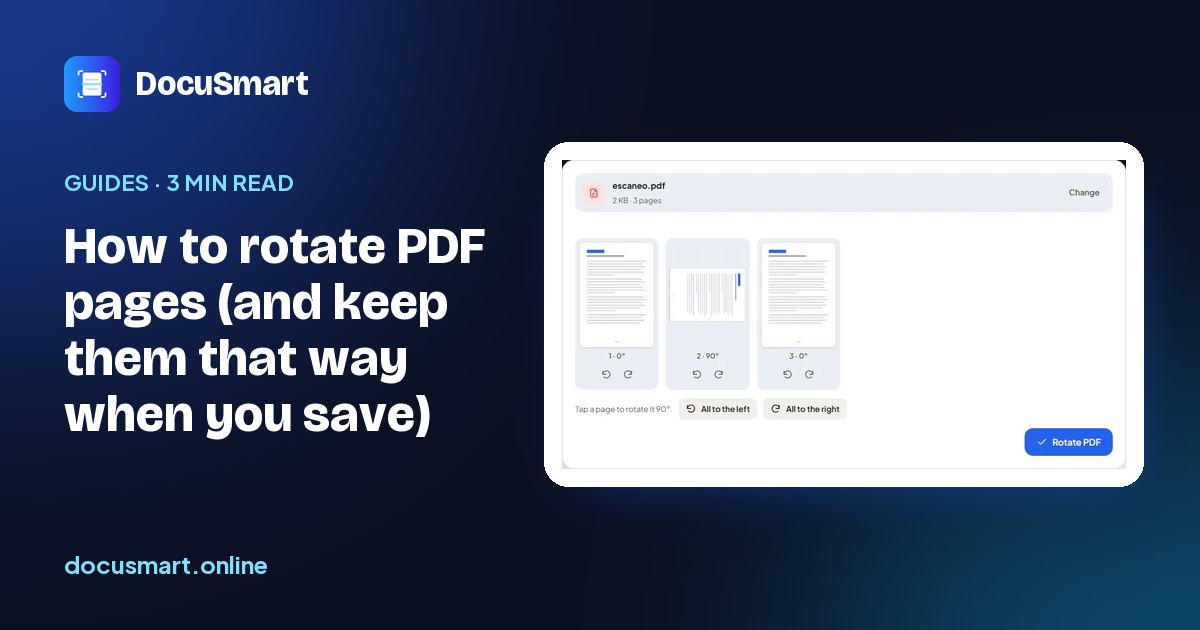 DocuSmart
GUIDES · 3 MIN READ
How to rotate PDF
pages (and keep
them that way
when you save)
docusmart.online
escaneo.pdf
2 KB · 3 pages
Change
1 · 0°
2 · 90°
3 · 0°
Tap a page to rotate it 90°.
All to the left
All to the right
Rotate PDF